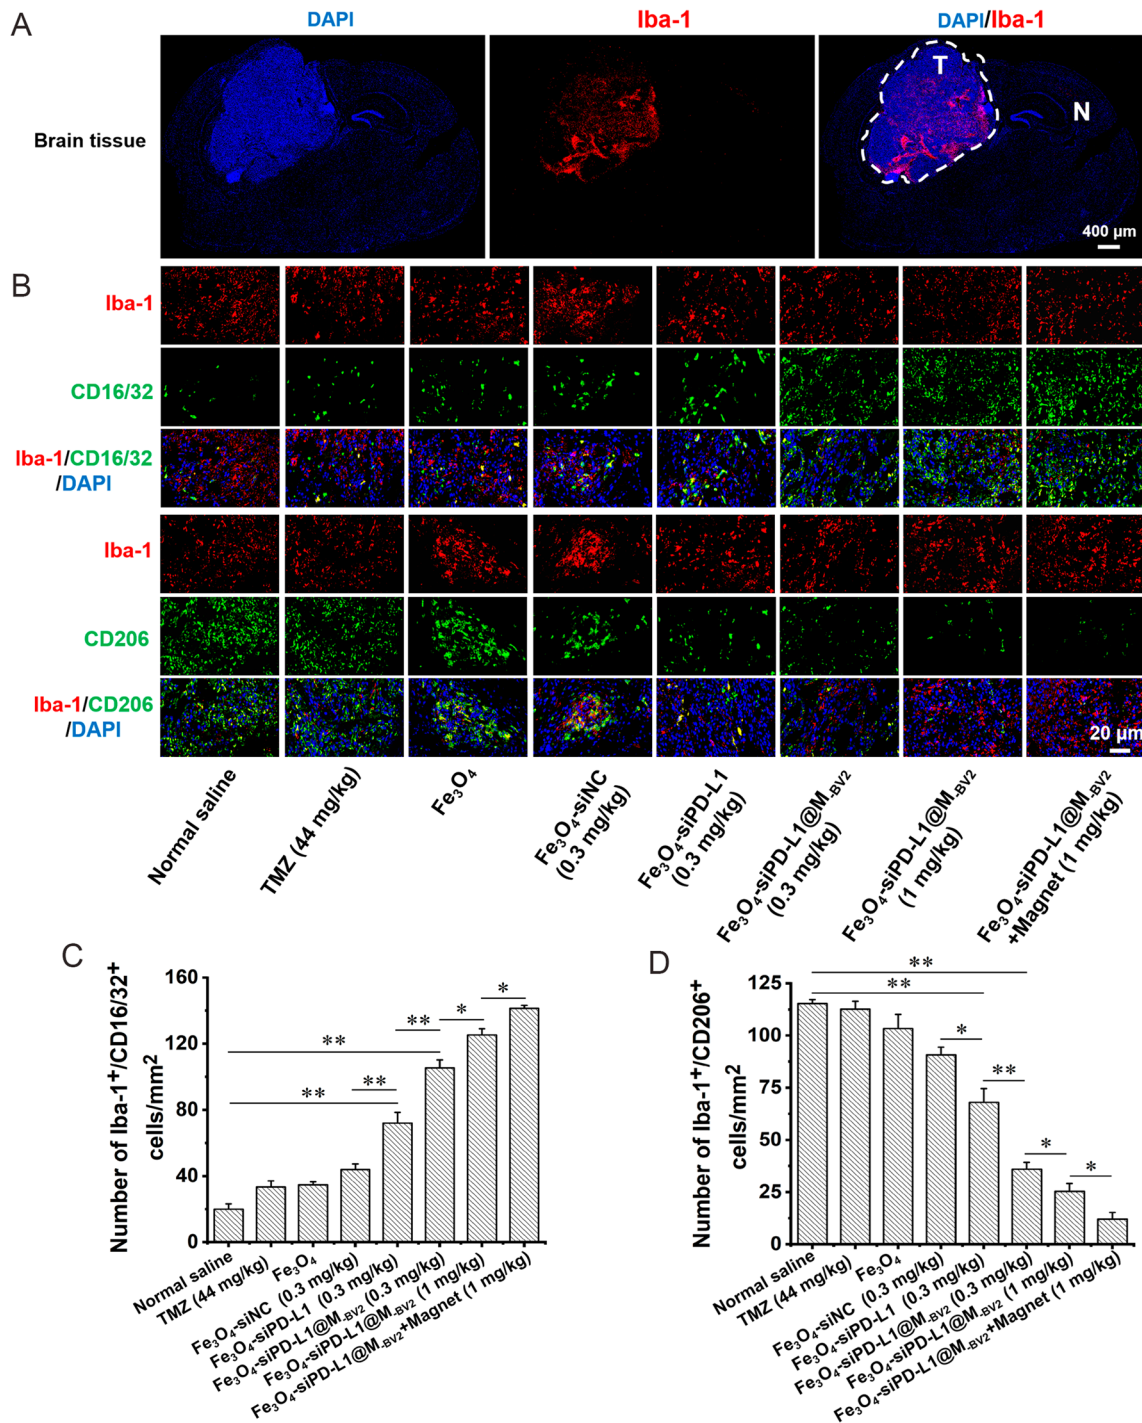 A
DAPI
Iba-1
DAPI/Iba-1
Brain tissue
T
N
400 μm
B
Iba-1
CD16/32
Iba-1/CD16/32
/DAPI
Iba-1
CD206
Iba-1/CD206
/DAPI
20 μm
Normal saline
TMZ (44 mg/kg)
Fe₃O₄
Fe₃O₄-siNC
(0.3 mg/kg)
Fe₃O₄-siPD-L1
(0.3 mg/kg)
Fe₃O₄-siPD-L1@M-BV2
(0.3 mg/kg)
Fe₃O₄-siPD-L1@M-BV2
(1 mg/kg)
Fe₃O₄-siPD-L1@M-BV2
+Magnet (1 mg/kg)
C
Number of Iba-1⁺/CD16/32⁺
cells/mm²
160
120
80
40
0
**
**
**
**
*
*
Normal saline
TMZ (44 mg/kg)
Fe₃O₄
Fe₃O₄-siNC (0.3 mg/kg)
Fe₃O₄-siPD-L1 (0.3 mg/kg)
Fe₃O₄-siPD-L1@M-BV2 (0.3 mg/kg)
Fe₃O₄-siPD-L1@M-BV2 (1 mg/kg)
Fe₃O₄-siPD-L1@M-BV2+Magnet (1 mg/kg)
D
Number of Iba-1⁺/CD206⁺
cells/mm²
125
100
75
50
25
0
**
**
*
**
*
*
Normal saline
TMZ (44 mg/kg)
Fe₃O₄
Fe₃O₄-siNC (0.3 mg/kg)
Fe₃O₄-siPD-L1 (0.3 mg/kg)
Fe₃O₄-siPD-L1@M-BV2 (0.3 mg/kg)
Fe₃O₄-siPD-L1@M-BV2 (1 mg/kg)
Fe₃O₄-siPD-L1@M-BV2+Magnet (1 mg/kg)